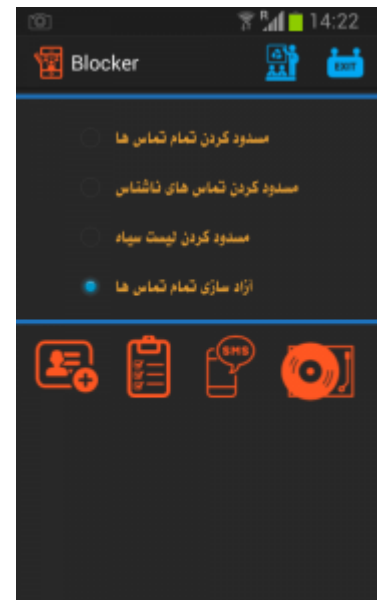 R 14:22
Blocker
EXIT
مسدود کردن تمام تماس ها
مسدود کردن تماس های ناشناس
مسدود کردن لیست سیاه
آزاد سازی تمام تماس ها
SMS